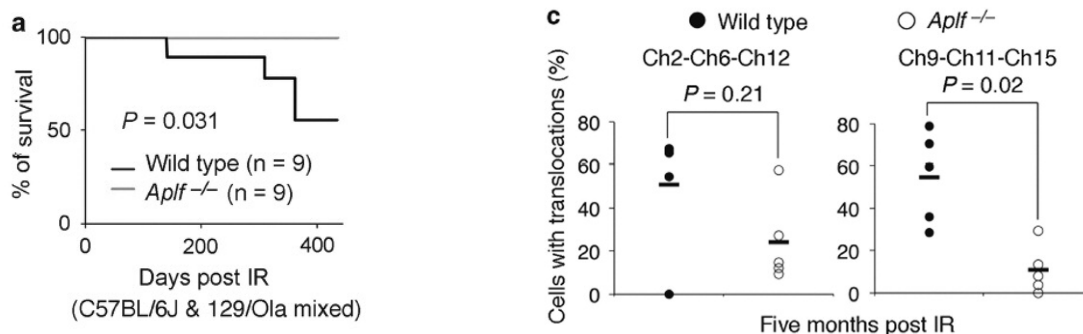 a
100
50
0
% of survival
P = 0.031
Wild type (n = 9)
Aplf –/– (n = 9)
0 200 400
Days post IR
(C57BL/6J & 129/Ola mixed)
c
Wild type Aplf –/–
Cells with translocations (%)
Ch2-Ch6-Ch12
P = 0.21
80
60
40
20
0
Ch9-Ch11-Ch15
P = 0.02
80
60
40
20
0
Five months post IR